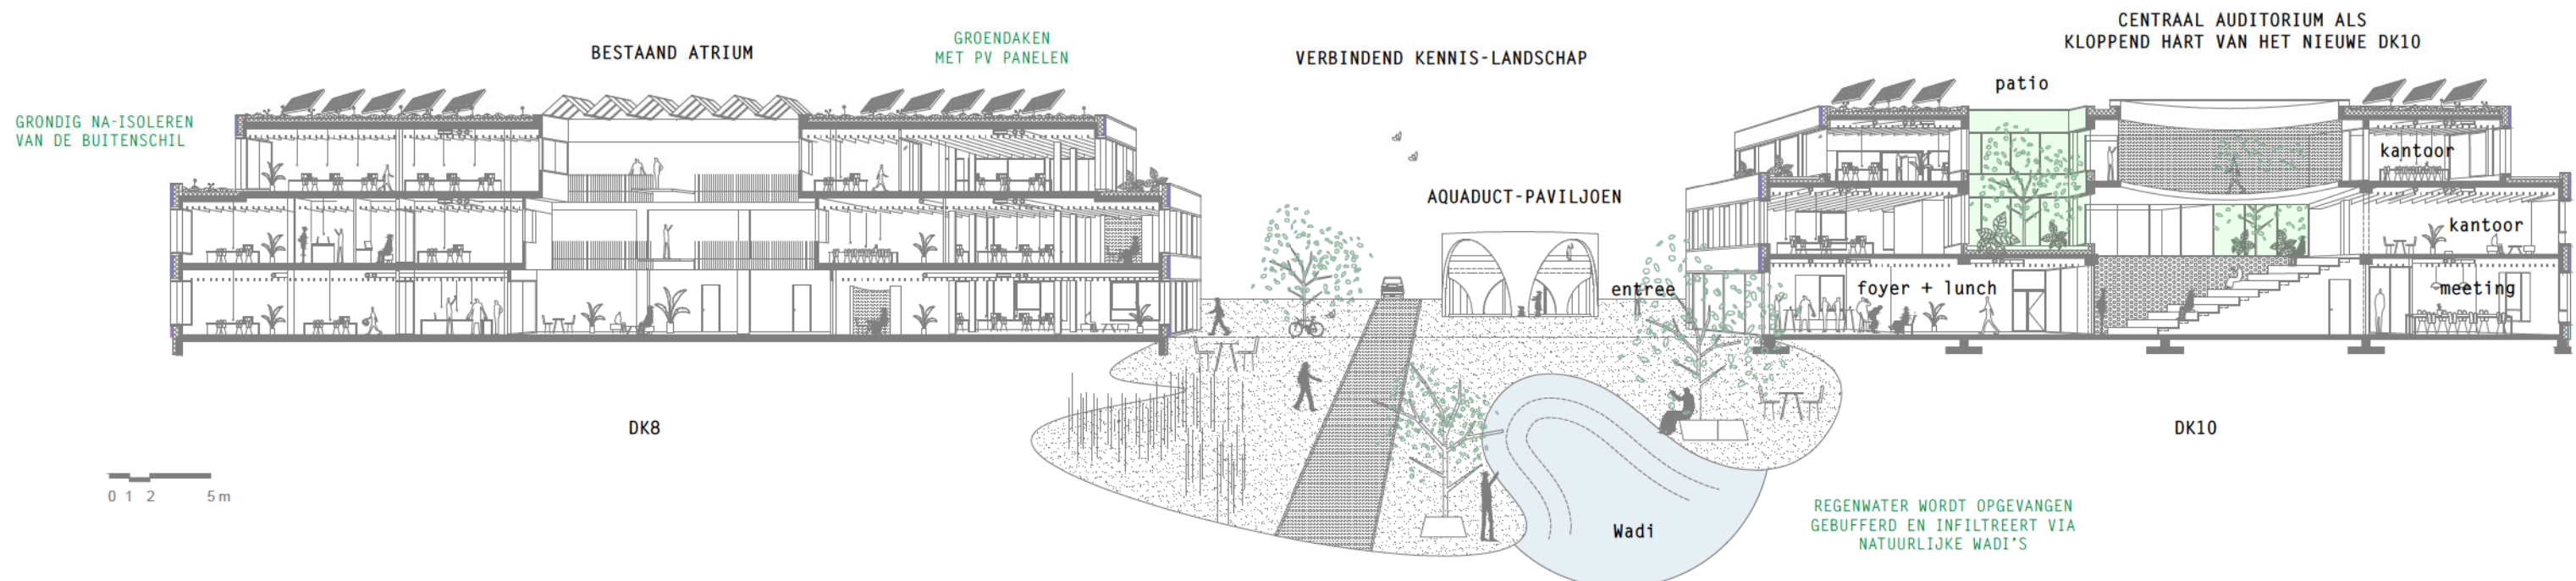 GRONDIG NA-ISOLEREN
VAN DE BUITENSCHIL
BESTAAND ATRIUM
GROENDAKEN
MET PV PANELEN
VERBINDEND KENNIS-LANDSCHAP
AQUADUCT-PAVILJOEN
CENTRAAL AUDITORIUM ALS
KLOPPEND HART VAN HET NIEUWE DK10
patio
kantoor
kantoor
entree
foyer + lunch
meeting
DK8
DK10
0 1 2 5m
Wadi
REGENWATER WORDT OPGEVANGEN
GEBUFFERD EN INFILTREERT VIA
NATUURLIJKE WADI'S